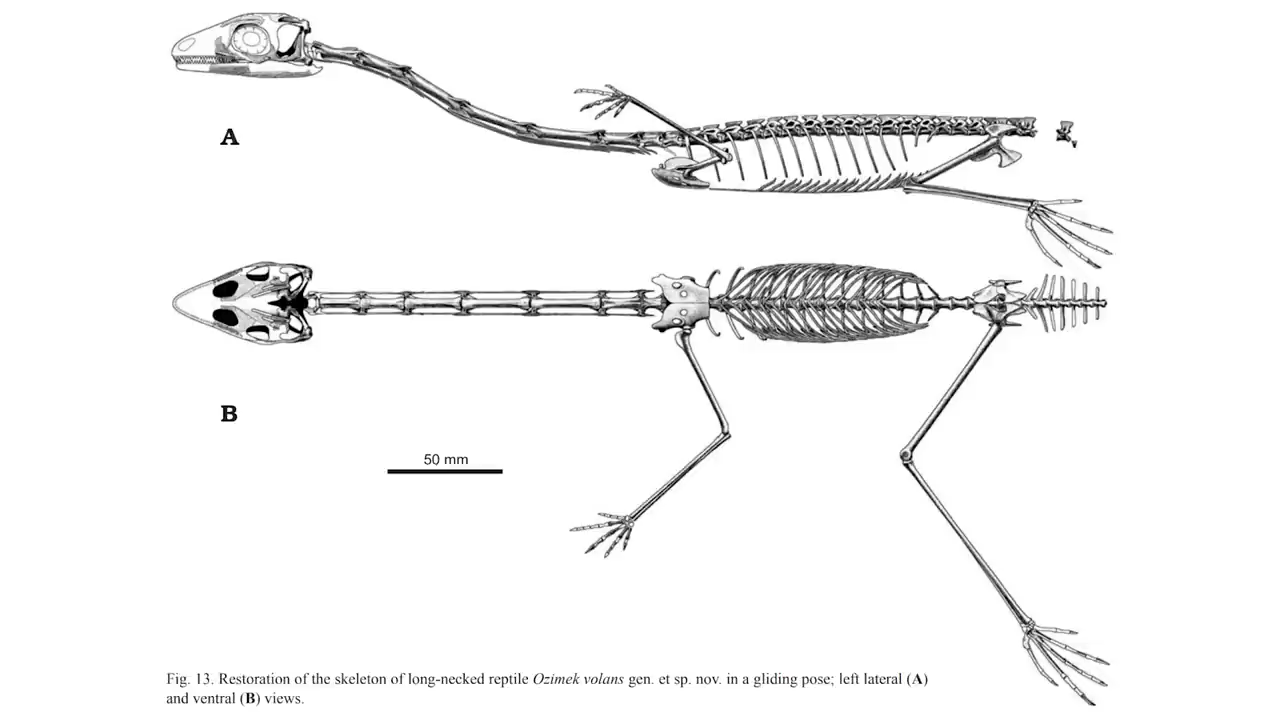 A
B
50 mm
Fig. 13. Restoration of the skeleton of long-necked reptile Ozimek volans gen. et sp. nov. in a gliding pose; left lateral (A)
and ventral (B) views.